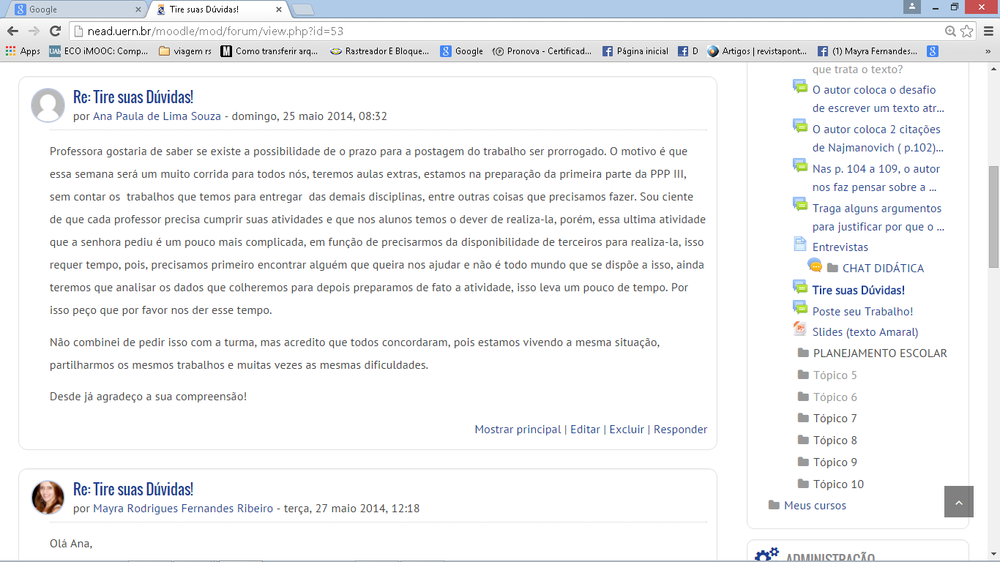 Google
Tire suas Dúvidas!
nead.uern.br/moodle/mod/forum/view.php?id=53
Apps
ECO iMOOC: Comp...
viagem rs
Como transferir arq...
Rastreador E Bloque...
Google
Pronova - Certificad...
Página inicial
D
Artigos | revistapont...
(1) Mayra Fernandes...
»
Re: Tire suas Dúvidas!
por Ana Paula de Lima Souza - domingo, 25 maio 2014, 08:32
Professora gostaria de saber se existe a possibilidade de o prazo para a postagem do trabalho ser prorrogado. O motivo é que
essa semana será um muito corrida para todos nós, teremos aulas extras, estamos na preparação da primeira parte da PPP III,
sem contar os  trabalhos que temos para entregar  das demais disciplinas, entre outras coisas que precisamos fazer. Sou ciente
de que cada professor precisa cumprir suas atividades e que nos alunos temos o dever de realiza-la, porém, essa ultima atividade
que a senhora pediu é um pouco mais complicada, em função de precisarmos da disponibilidade de terceiros para realiza-la, isso
requer tempo, pois, precisamos primeiro encontrar alguém que queira nos ajudar e não é todo mundo que se dispõe a isso, ainda
teremos que analisar os dados que colheremos para depois preparamos de fato a atividade, isso leva um pouco de tempo. Por
isso peço que por favor nos der esse tempo.
Não combinei de pedir isso com a turma, mas acredito que todos concordaram, pois estamos vivendo a mesma situação,
partilharmos os mesmos trabalhos e muitas vezes as mesmas dificuldades.
Desde já agradeço a sua compreensão!
Mostrar principal | Editar | Excluir | Responder
Re: Tire suas Dúvidas!
por Mayra Rodrigues Fernandes Ribeiro - terça, 27 maio 2014, 12:18
Olá Ana,
que trata o texto?
O autor coloca o desafio
de escrever um texto atr...
O autor coloca 2 citações
de Najmanovich ( p.102)...
Nas p. 104 a 109, o autor
nos faz pensar sobre a ...
Traga alguns argumentos
para justificar por que o ...
Entrevistas
CHAT DIDÁTICA
Tire suas Dúvidas!
Poste seu Trabalho!
Slides (texto Amaral)
PLANEJAMENTO ESCOLAR
Tópico 5
Tópico 6
Tópico 7
Tópico 8
Tópico 9
Tópico 10
Meus cursos
ADMINISTRAÇÃO